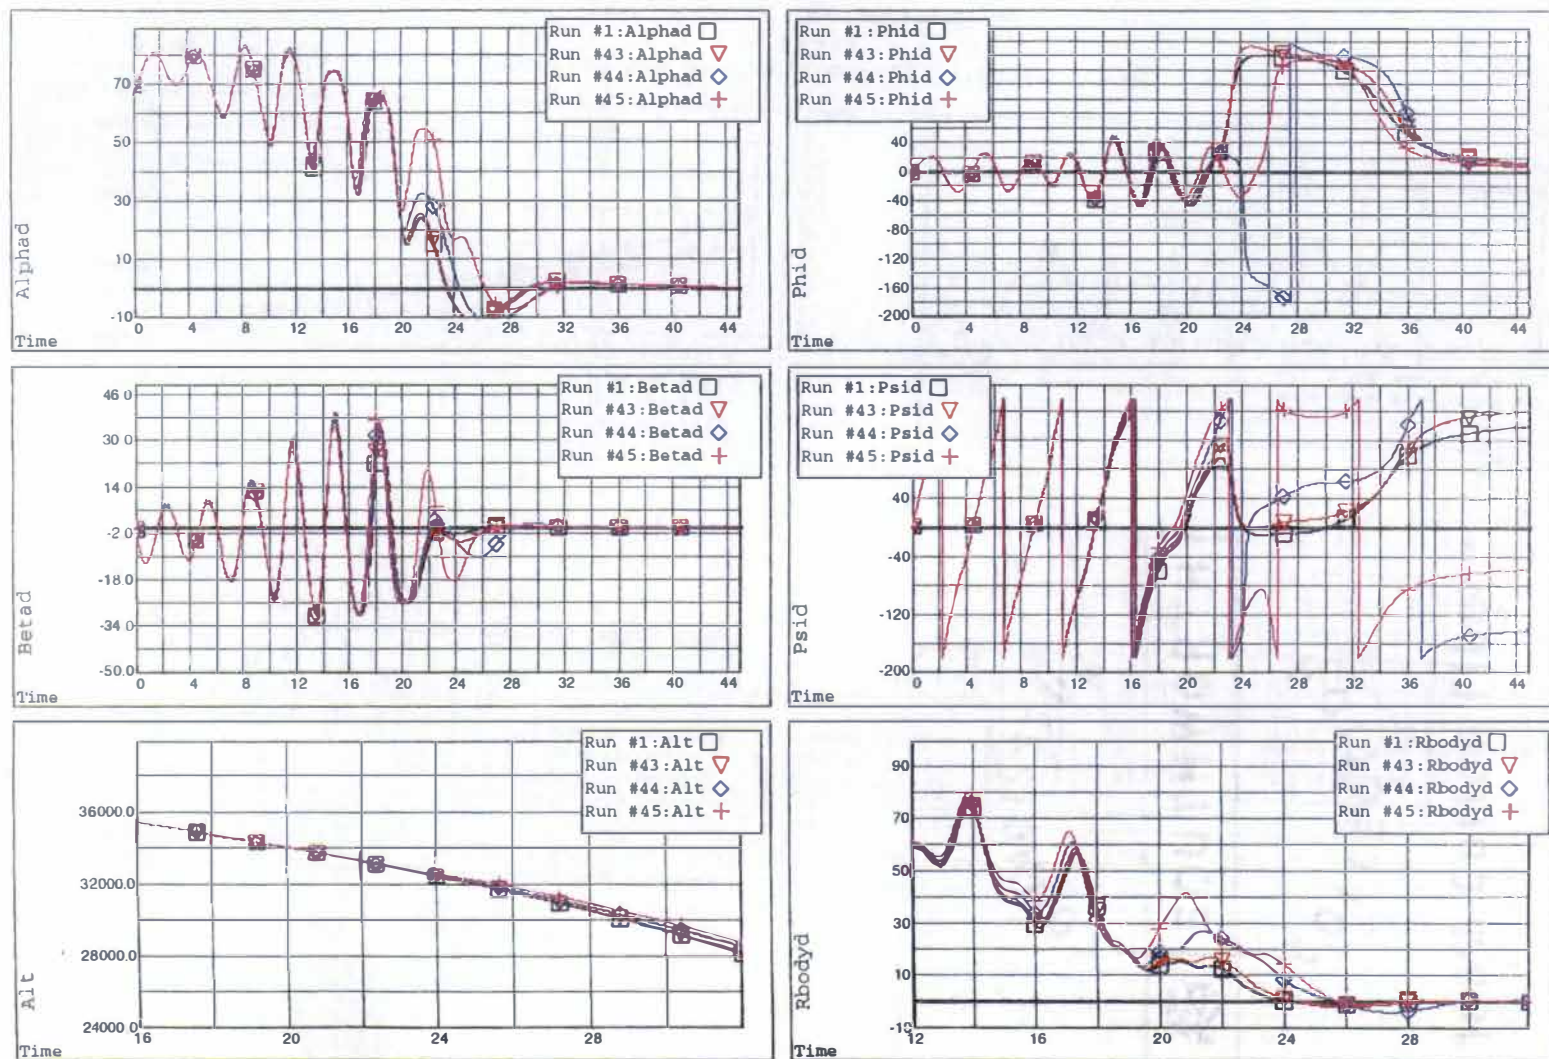 Run #1:Alphad
Run #43:Alphad
Run #44:Alphad
Run #45:Alphad
70
50
30
10
-10
0 4 8 12 16 20 24 28 32 36 40 44
Alphad
Time
Run #1:Phid
Run #43:Phid
Run #44:Phid
Run #45:Phid
40
0
-40
-80
-120
-160
-200
0 4 8 12 16 20 24 28 32 36 40 44
Phid
Time
Run #1:Betad
Run #43:Betad
Run #44:Betad
Run #45:Betad
46 0
30 0
14 0
-2 0
-18 0
-34 0
-50.0
0 4 8 12 16 20 24 28 32 36 40 44
Betad
Time
Run #1:Psid
Run #43:Psid
Run #44:Psid
Run #45:Psid
40
-40
-120
-200
0 4 8 12 16 20 24 28 32 36 40 44
Psid
Time
Run #1:Alt
Run #43:Alt
Run #44:Alt
Run #45:Alt
36000.0
32000.0
28000.0
24000 0
16 20 24 28
Alt
Time
Run #1:Rbodyd
Run #43:Rbodyd
Run #44:Rbodyd
Run #45:Rbodyd
90
70
50
30
10
-10
12 16 20 24 28
Rbodyd
Time